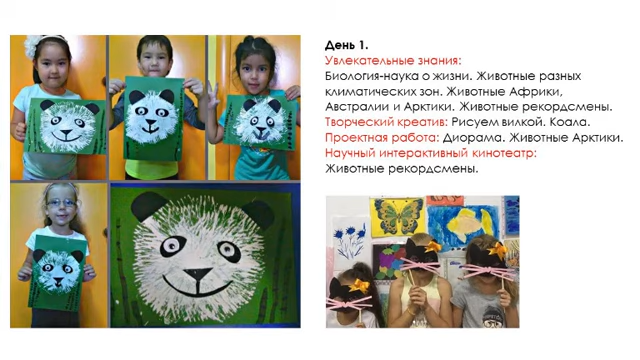 День 1.
Увлекательные знания:
Биология-наука о жизни. Животные разных
климатических зон. Животные Африки,
Австралии и Арктики. Животные рекордсмены.
Творческий креатив: Рисуем вилкой. Коала.
Проектная работа: Диорама. Животные Арктики.
Научный интерактивный кинотеатр:
Животные рекордсмены.